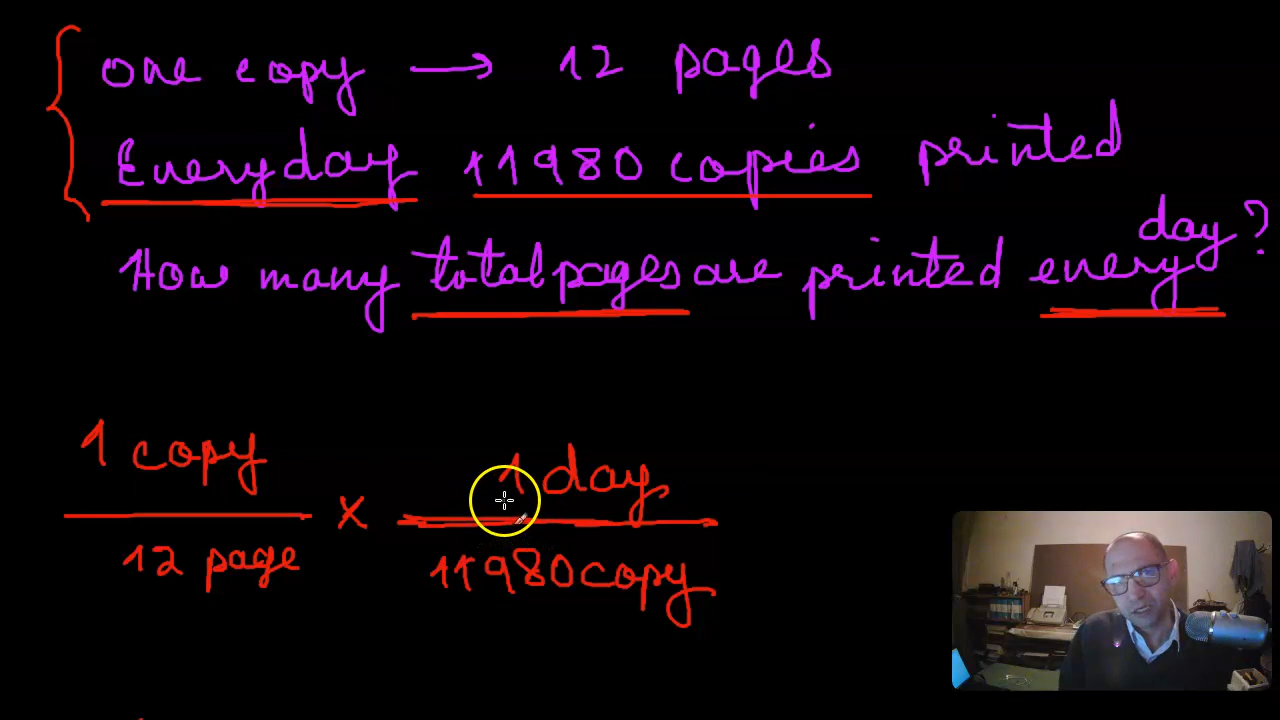 One copy → 12 pages
Everyday 11980 copies printed
How many total pages are printed every day?
1 copy × 1 day
12 page 11980 copy